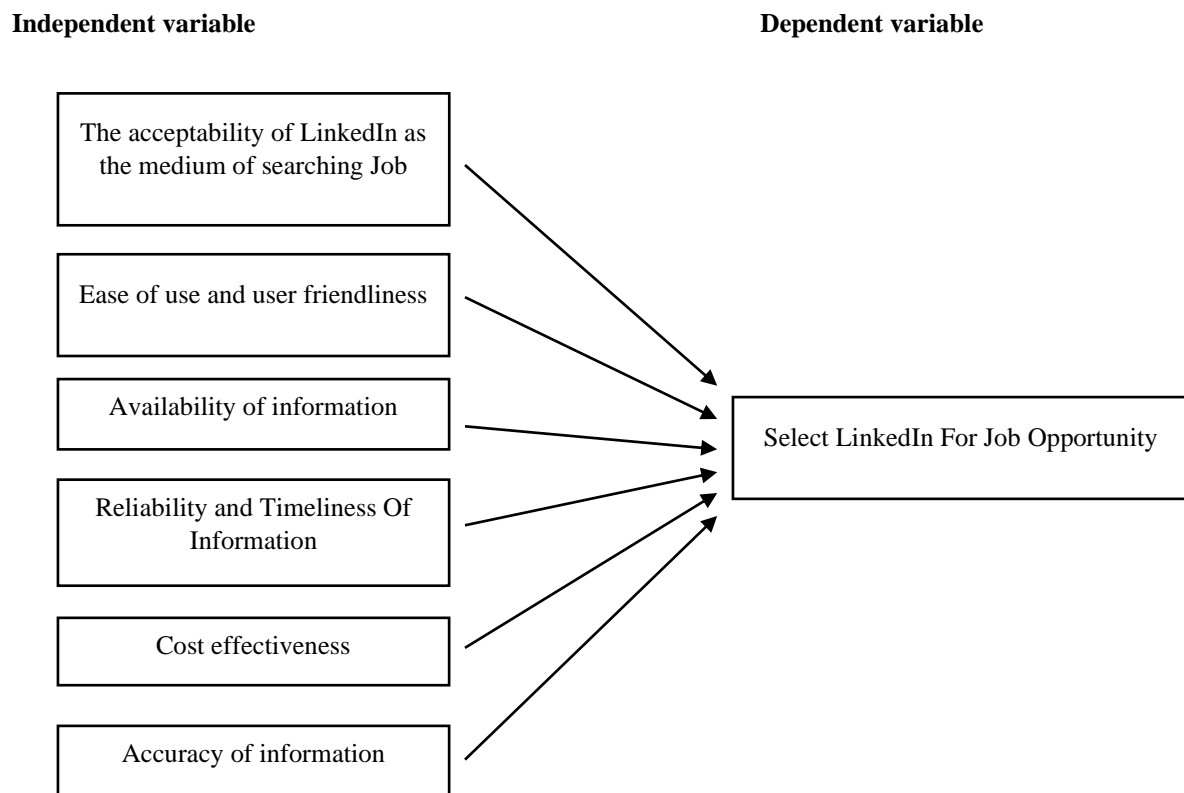 Independent variable
Dependent variable
The acceptability of LinkedIn as
the medium of searching Job
Ease of use and user friendliness
Availability of information
Select LinkedIn For Job Opportunity
Reliability and Timeliness Of
Information
Cost effectiveness
Accuracy of information